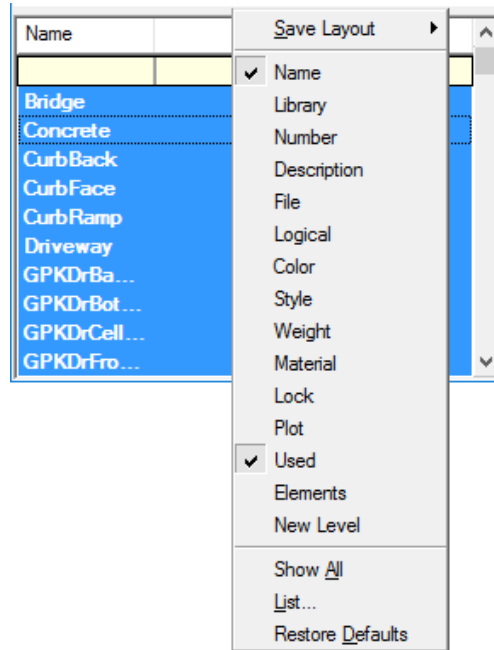 Name
Bridge
Concrete
CurbBack
CurbFace
CurbRamp
Driveway
GPKDrBa...
GPKDrBot...
GPKDrCell...
GPKDrFro...
Save Layout
Name
Library
Number
Description
File
Logical
Color
Style
Weight
Material
Lock
Plot
Used
Elements
New Level
Show All
List...
Restore Defaults